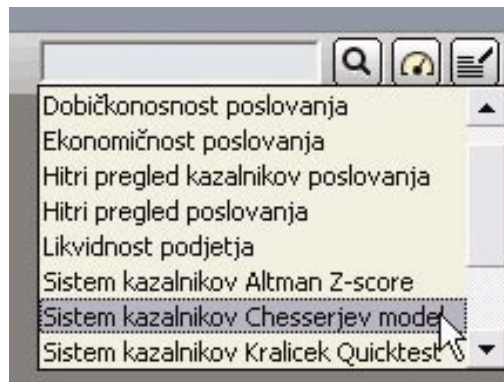 Dobičkonosnost poslovanja
Ekonomičnost poslovanja
Hitri pregled kazalnikov poslovanja
Hitri pregled poslovanja
Likvidnost podjetja
Sistem kazalnikov Altman Z-score
Sistem kazalnikov Chesserjev model
Sistem kazalnikov Kralicek Quicktest